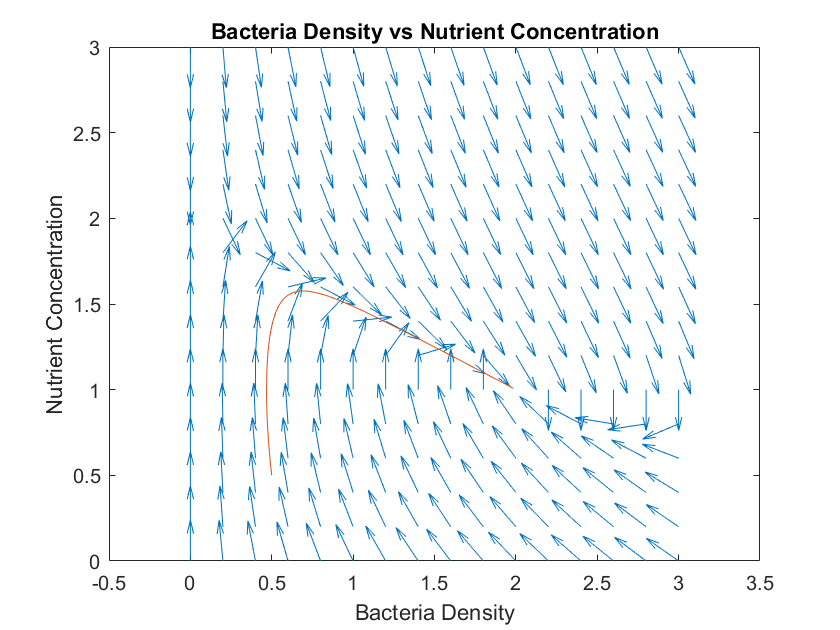 Bacteria Density vs Nutrient Concentration
3
2.5
2
1.5
1
0.5
0
Nutrient Concentration
-0.5 0 0.5 1 1.5 2 2.5 3 3.5
Bacteria Density